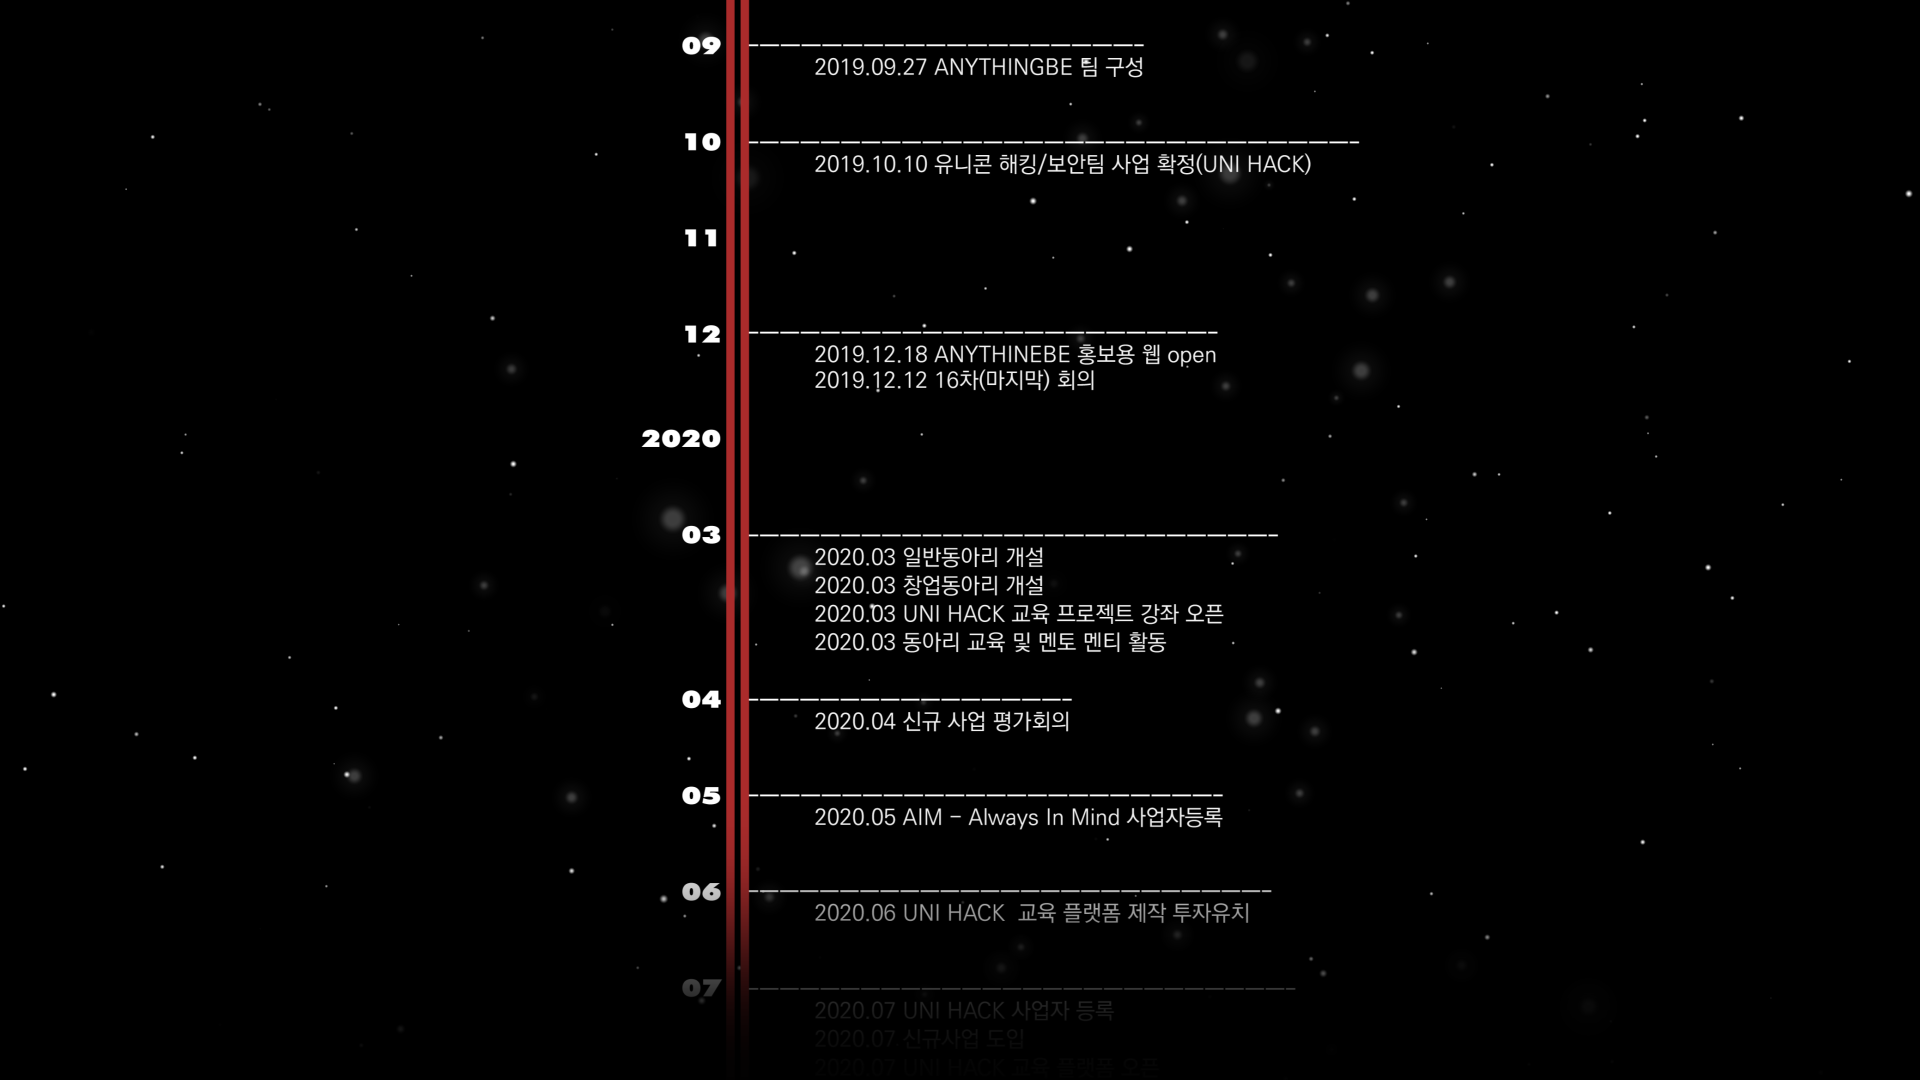 09
2019.09.27 ANYTHINGBE 팀 구성
10
2019.10.10 유니콘 해킹/보안팀 사업 확정(UNI HACK)
11
12
2019.12.18 ANYTHINEBE 홍보용 웹 open
2019.12.12 16차(마지막) 회의
2020
03
2020.03 일반동아리 개설
2020.03 창업동아리 개설
2020.03 UNI HACK 교육 프로젝트 강좌 오픈
2020.03 동아리 교육 및 멘토 멘티 활동
04
2020.04 신규 사업 평가회의
05
2020.05 AIM - Always In Mind 사업자등록
06
2020.06 UNI HACK 교육 플랫폼 제작 투자유치
07
2020.07 UNI HACK 사업자 등록
2020.07 신규사업 도입
2020.07 UNI HACK 교육 플랫폼 오픈